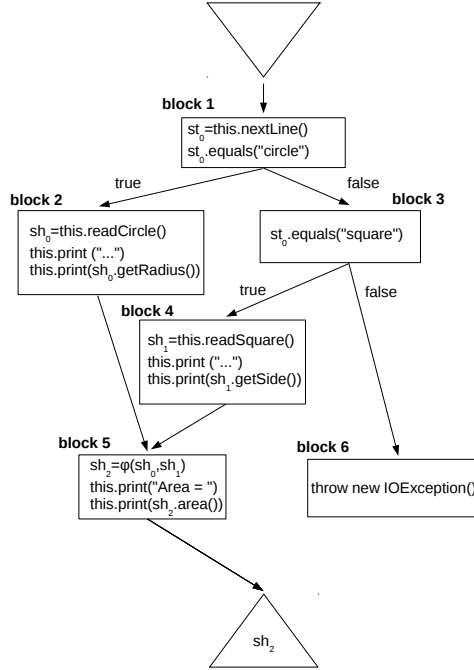 block 1
st₀=this.nextLine()
st₀.equals("circle")
true
false
block 2
block 3
sh₀=this.readCircle()
this.print ("...")
this.print(sh₀.getRadius())
st₀.equals("square")
true
false
block 4
sh₁=this.readSquare()
this.print ("...")
this.print(sh₁.getSide())
block 5
block 6
sh₂=φ(sh₀,sh₁)
this.print("Area = ")
this.print(sh₂.area())
throw new IOException()
sh₂